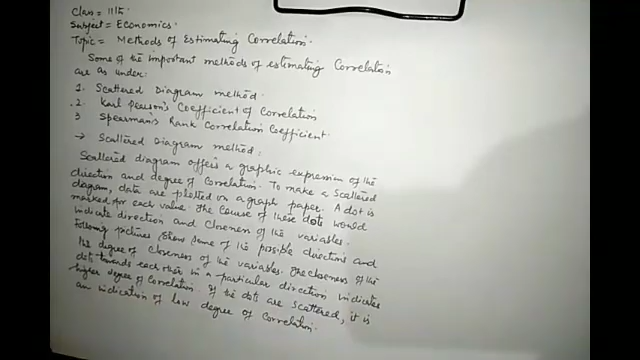 Class = 11th.
Subject = Economics.
Topic = Methods of Estimating Correlation.
Some of the important methods of estimating Correlation
are as under:
1. Scattered Diagram method.
2. Karl Pearson's Coefficient of Correlation
3 Spearman's Rank Correlation Coefficient.
→ Scattered Diagram method:
Scattered diagram offers a graphic expression of the
direction and degree of Correlation. To make a Scattered
diagram, data are plotted on a graph paper. A dot is
marked for each value. The Course of these dots would
indicate direction and closeness of the variables.
Following pictures show some of the possible directions and
the degree of closeness of the variables. The closeness of the
dots towards each other in a particular direction indicates
higher degree of Correlation. If the dots are scattered, it is
an indication of low degree of Correlation.